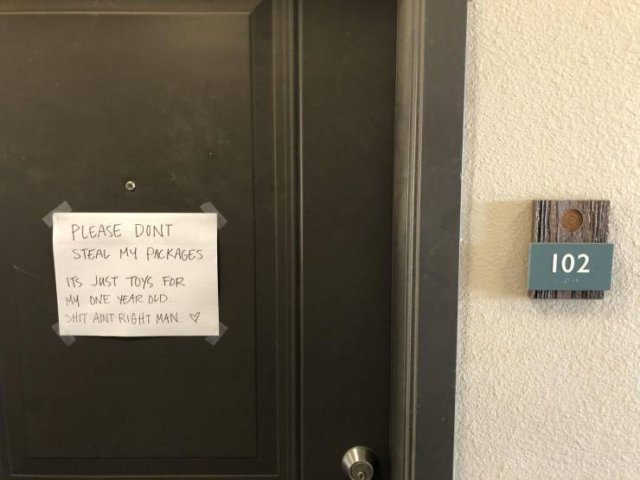 PLEASE DONT
STEAL MY PACKAGES
ITS JUST TOYS FOR
MY ONE YEAR OLD...
SHIT AINT RIGHT MAN. ♡
102